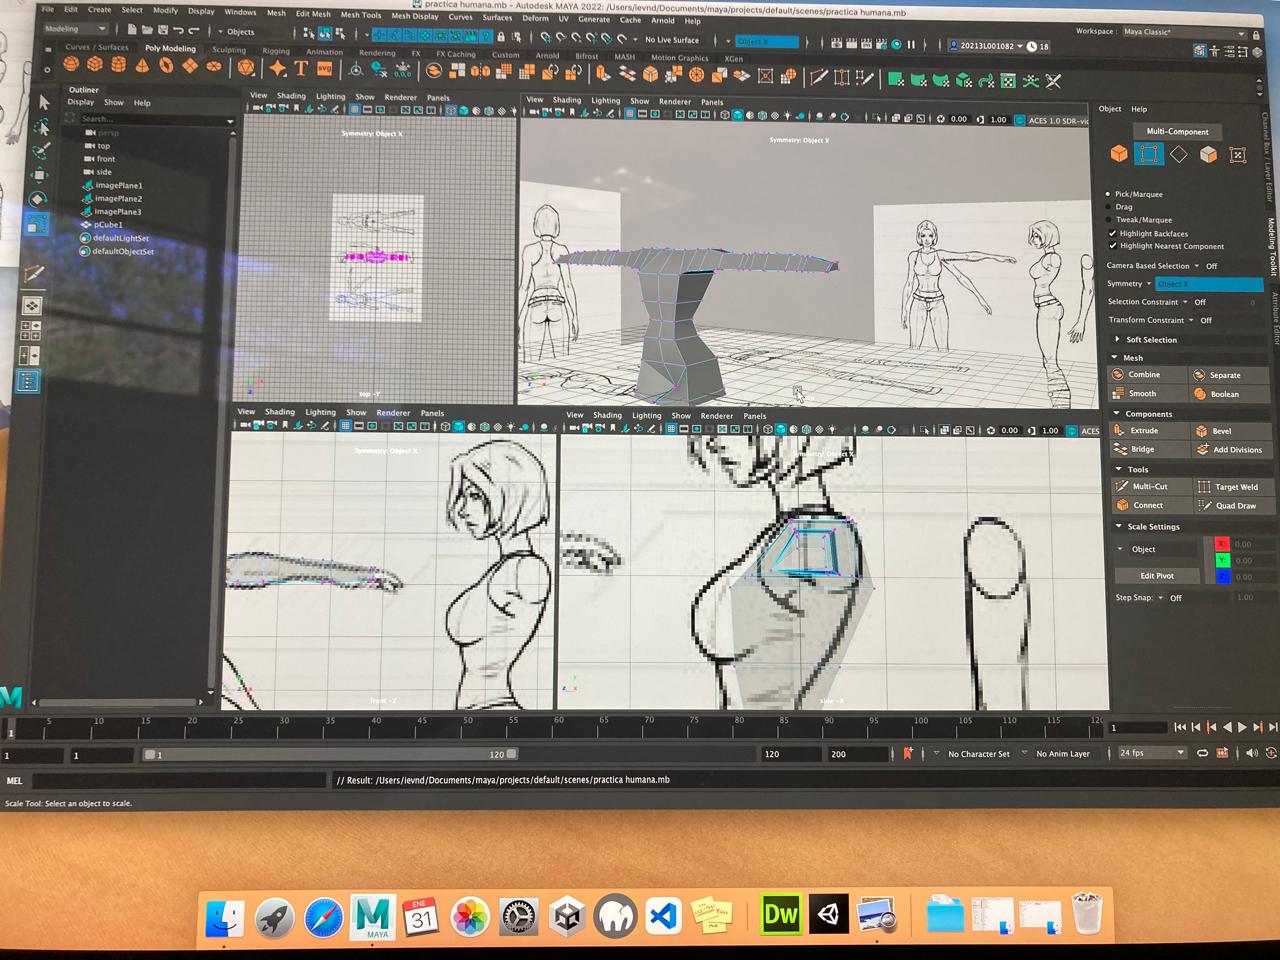 practica humana.mb - Autodesk MAYA 2022: /Users/ievnd/Documents/maya/projects/default/scenes/practica humana.mb
File Edit Create Select Modify Display Windows Mesh Edit Mesh Mesh Tools Mesh Display Curves Surfaces Deform UV Generate Cache Arnold Help
Workspace : Maya Classic*
Modeling Objects No Live Surface Object X 20213L001082 18
Curves / Surfaces Poly Modeling Sculpting Rigging Animation Rendering FX FX Caching Custom Arnold Bifrost MASH Motion Graphics XGen
Outliner
Display Show Help
Search...
persp
top
front
side
imagePlane1
imagePlane2
imagePlane3
pCube1
defaultLightSet
defaultObjectSet
View Shading Lighting Show Renderer Panels
Symmetry: Object X
top -Y
View Shading Lighting Show Renderer Panels
0.00 1.00 ACES 1.0 SDR-vid
Symmetry: Object X
View Shading Lighting Show Renderer Panels
Symmetry: Object X
front -Z
View Shading Lighting Show Renderer Panels
0.00 1.00 ACES
Symmetry: Object X
side -X
Object Help
Multi-Component
Pick/Marquee
Drag
Tweak/Marquee
Highlight Backfaces
Highlight Nearest Component
Camera Based Selection Off
Symmetry Object X
Selection Constraint Off 0
Transform Constraint Off
Soft Selection
Mesh
Combine Separate
Smooth Boolean
Components
Extrude Bevel
Bridge Add Divisions
Tools
Multi-Cut Target Weld
Connect Quad Draw
Scale Settings
Object X: 0.00
Y: 0.00
Edit Pivot Z: 0.00
Step Snap: Off 1.00
Channel Box / Layer Editor
Modeling Toolkit
Attribute Editor
1 5 10 15 20 25 30 35 40 45 50 55 60 65 70 75 80 85 90 95 100 105 110 115 120
1
1 1 1 120 120 200 No Character Set No Anim Layer 24 fps
MEL // Result: /Users/ievnd/Documents/maya/projects/default/scenes/practica humana.mb
Scale Tool: Select an object to scale.
M
MAYA
ENE
31
Dw